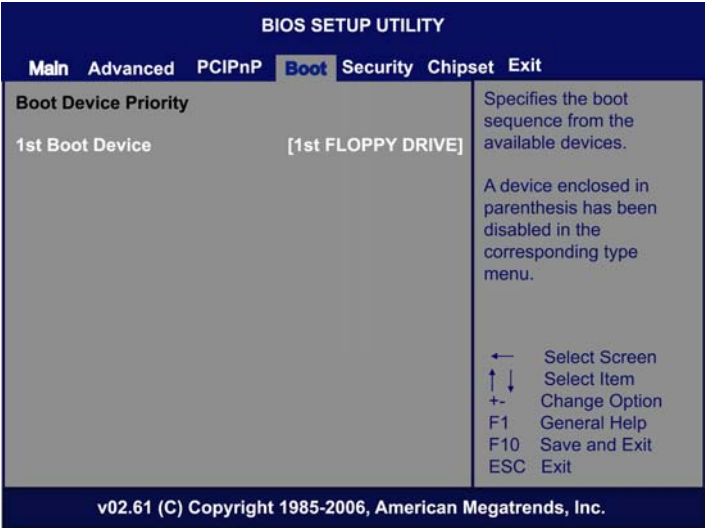 BIOS SETUP UTILITY
Main Advanced PCIPnP Boot Security Chipset Exit
Boot Device Priority
1st Boot Device [1st FLOPPY DRIVE]
Specifies the boot
sequence from the
available devices.
A device enclosed in
parenthesis has been
disabled in the
corresponding type
menu.
← Select Screen
↑ ↓ Select Item
+- Change Option
F1 General Help
F10 Save and Exit
ESC Exit
v02.61 (C) Copyright 1985-2006, American Megatrends, Inc.